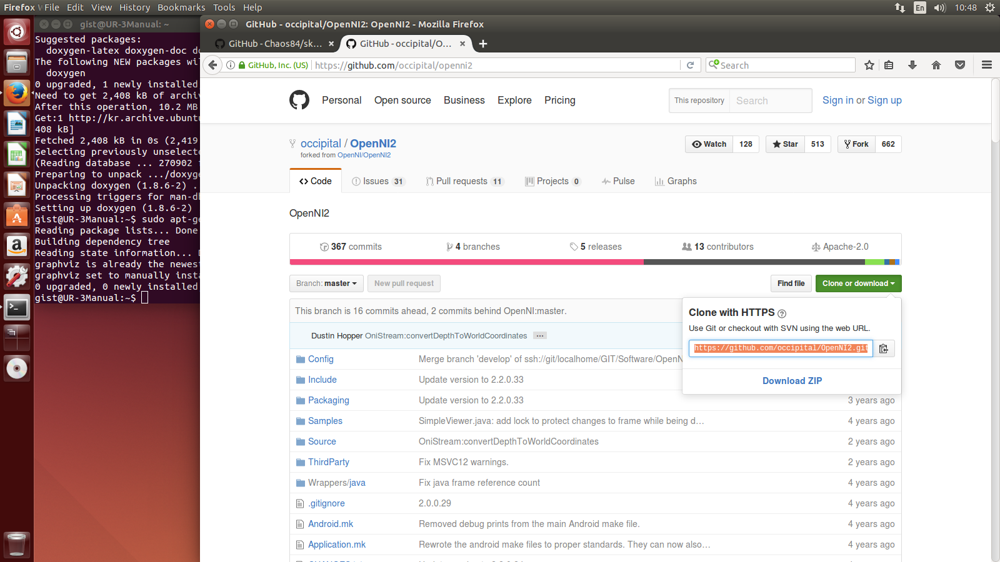 Firefox W File Edit View History Bookmarks Tools Help
En 10:48
gist@UR-3Manual: ~
Suggested packages:
doxygen-latex doxygen-doc do
The following NEW packages wil
doxygen
0 upgraded, 1 newly installed
Need to get 2,408 kB of archiv
After this operation, 10.2 MB
Get:1 http://kr.archive.ubuntu
408 kB]
Fetched 2,408 kB in 0s (2,419
Selecting previously unselecte
(Reading database ... 270902
Preparing to unpack .../doxyge
Unpacking doxygen (1.8.6-2) .
Processing triggers for man-db
Setting up doxygen (1.8.6-2)
gist@UR-3Manual:~$ sudo apt-ge
Reading package lists... Done
Building dependency tree
Reading state information... D
graphviz is already the newest
graphviz set to manually insta
0 upgraded, 0 newly installed
gist@UR-3Manual:~$
GitHub - occipital/OpenNI2: OpenNI2 - Mozilla Firefox
GitHub - Chaos84/sk... GitHub - occipital/O...
GitHub, Inc. (US) https://github.com/occipital/openni2 Search
Personal Open source Business Explore Pricing This repository Search Sign in or Sign up
occipital / OpenNI2
forked from OpenNI/OpenNI2
Watch 128 Star 513 Fork 662
Code Issues 31 Pull requests 11 Projects 0 Pulse Graphs
OpenNI2
367 commits 4 branches 5 releases 13 contributors Apache-2.0
Branch: master New pull request Find file Clone or download
This branch is 16 commits ahead, 2 commits behind OpenNI:master.
Clone with HTTPS
Use Git or checkout with SVN using the web URL.
https://github.com/occipital/OpenNI2.git
Download ZIP
Dustin Hopper OniStream:convertDepthToWorldCoordinates ...
Config Merge branch 'develop' of ssh://git/localhome/GIT/Software/OpenN
Include Update version to 2.2.0.33
Packaging Update version to 2.2.0.33 3 years ago
Samples SimpleViewer.java: add lock to protect changes to frame while being d... 4 years ago
Source OniStream:convertDepthToWorldCoordinates 2 years ago
ThirdParty Fix MSVC12 warnings. 2 years ago
Wrappers/java Fix java frame reference count 4 years ago
.gitignore 2.0.0.29 4 years ago
Android.mk Removed debug prints from the main Android make file. 4 years ago
Application.mk Rewrote the android make files to proper standards. They can now also... 4 years ago